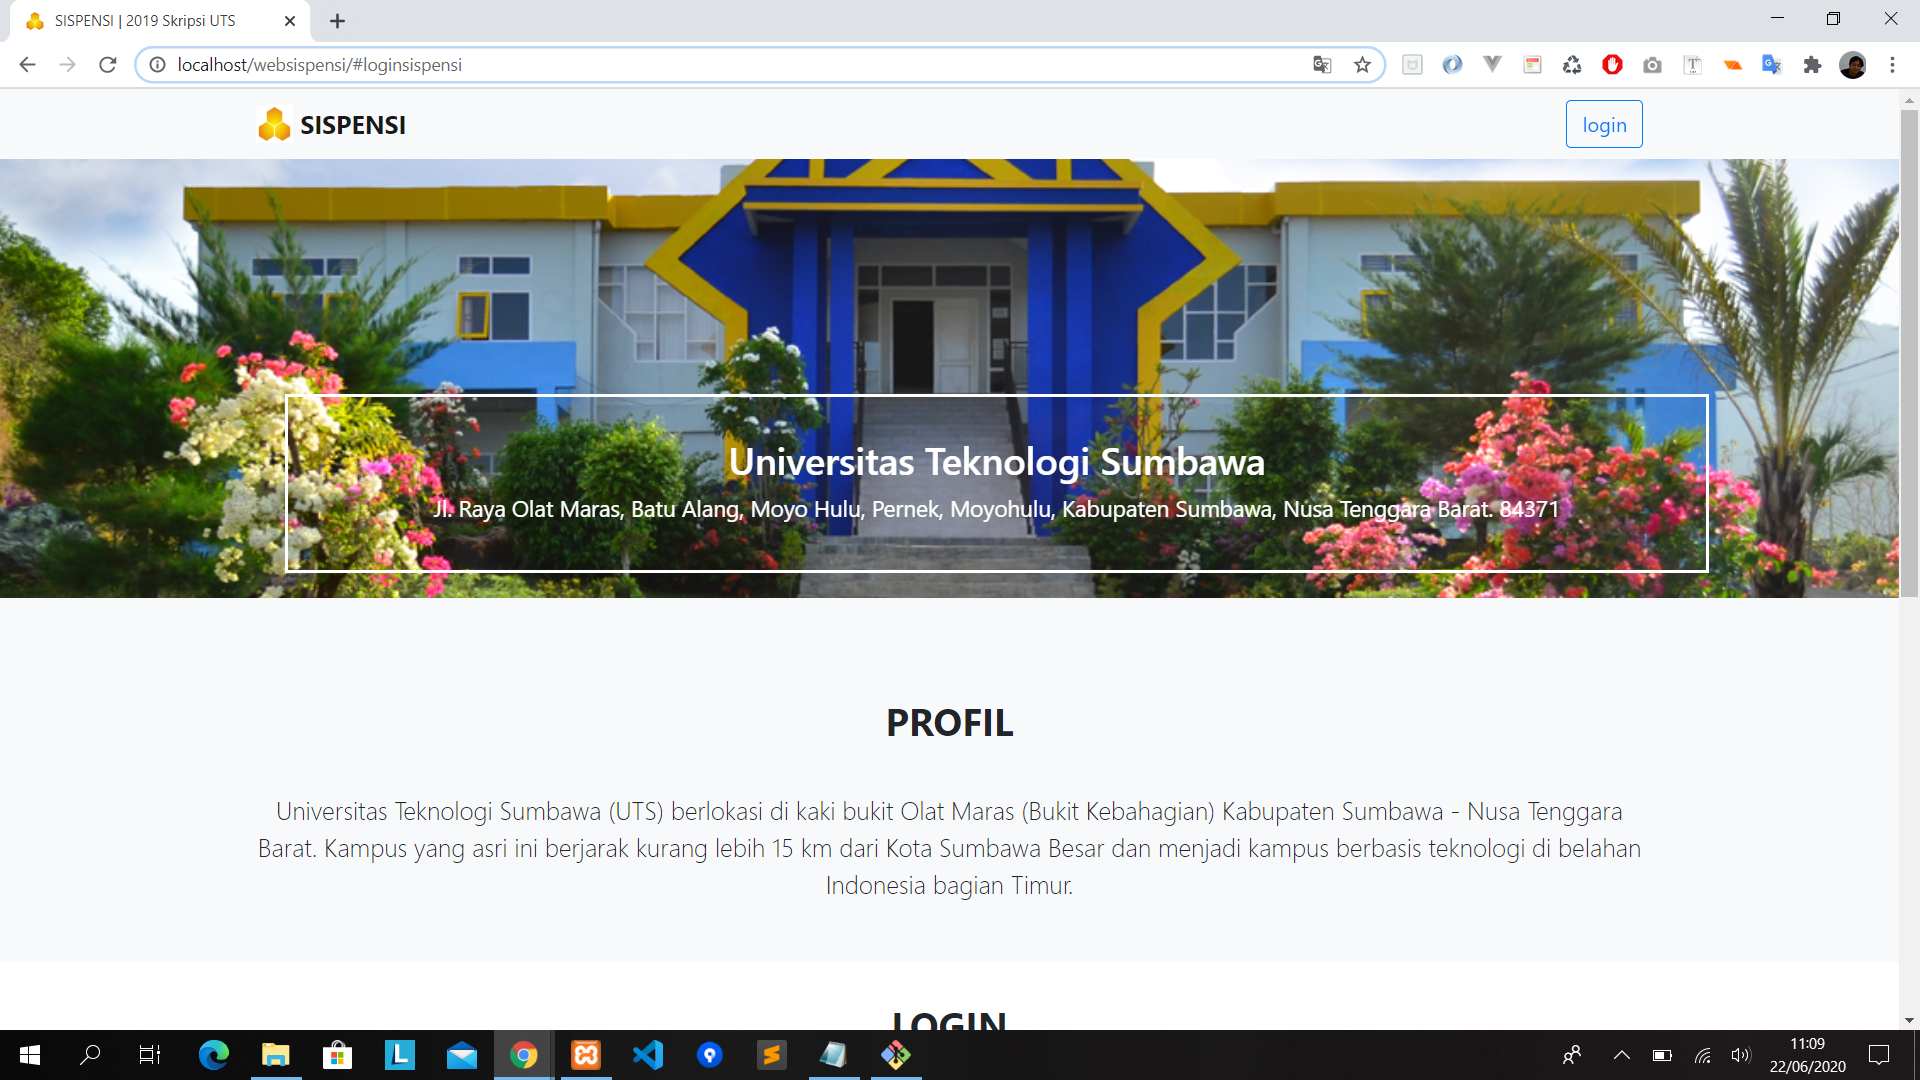 SISPENSI | 2019 Skripsi UTS
localhost/websispensi/#loginsispensi
SISPENSI
login
Universitas Teknologi Sumbawa
Jl. Raya Olat Maras, Batu Alang, Moyo Hulu, Pernek, Moyohulu, Kabupaten Sumbawa, Nusa Tenggara Barat. 84371
PROFIL
Universitas Teknologi Sumbawa (UTS) berlokasi di kaki bukit Olat Maras (Bukit Kebahagian) Kabupaten Sumbawa - Nusa Tenggara
Barat. Kampus yang asri ini berjarak kurang lebih 15 km dari Kota Sumbawa Besar dan menjadi kampus berbasis teknologi di belahan
Indonesia bagian Timur.
LOGIN
11:09
22/06/2020